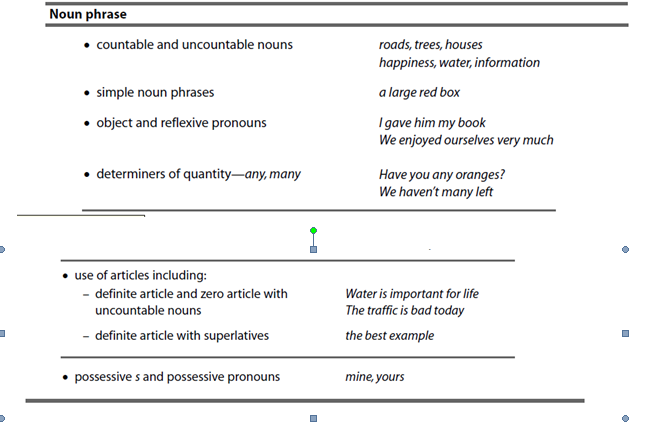 Noun phrase
• countable and uncountable nouns roads, trees, houses
happiness, water, information
• simple noun phrases a large red box
• object and reflexive pronouns I gave him my book
We enjoyed ourselves very much
• determiners of quantity—any, many Have you any oranges?
We haven't many left
• use of articles including:
– definite article and zero article with Water is important for life
uncountable nouns The traffic is bad today
– definite article with superlatives the best example
• possessive s and possessive pronouns mine, yours